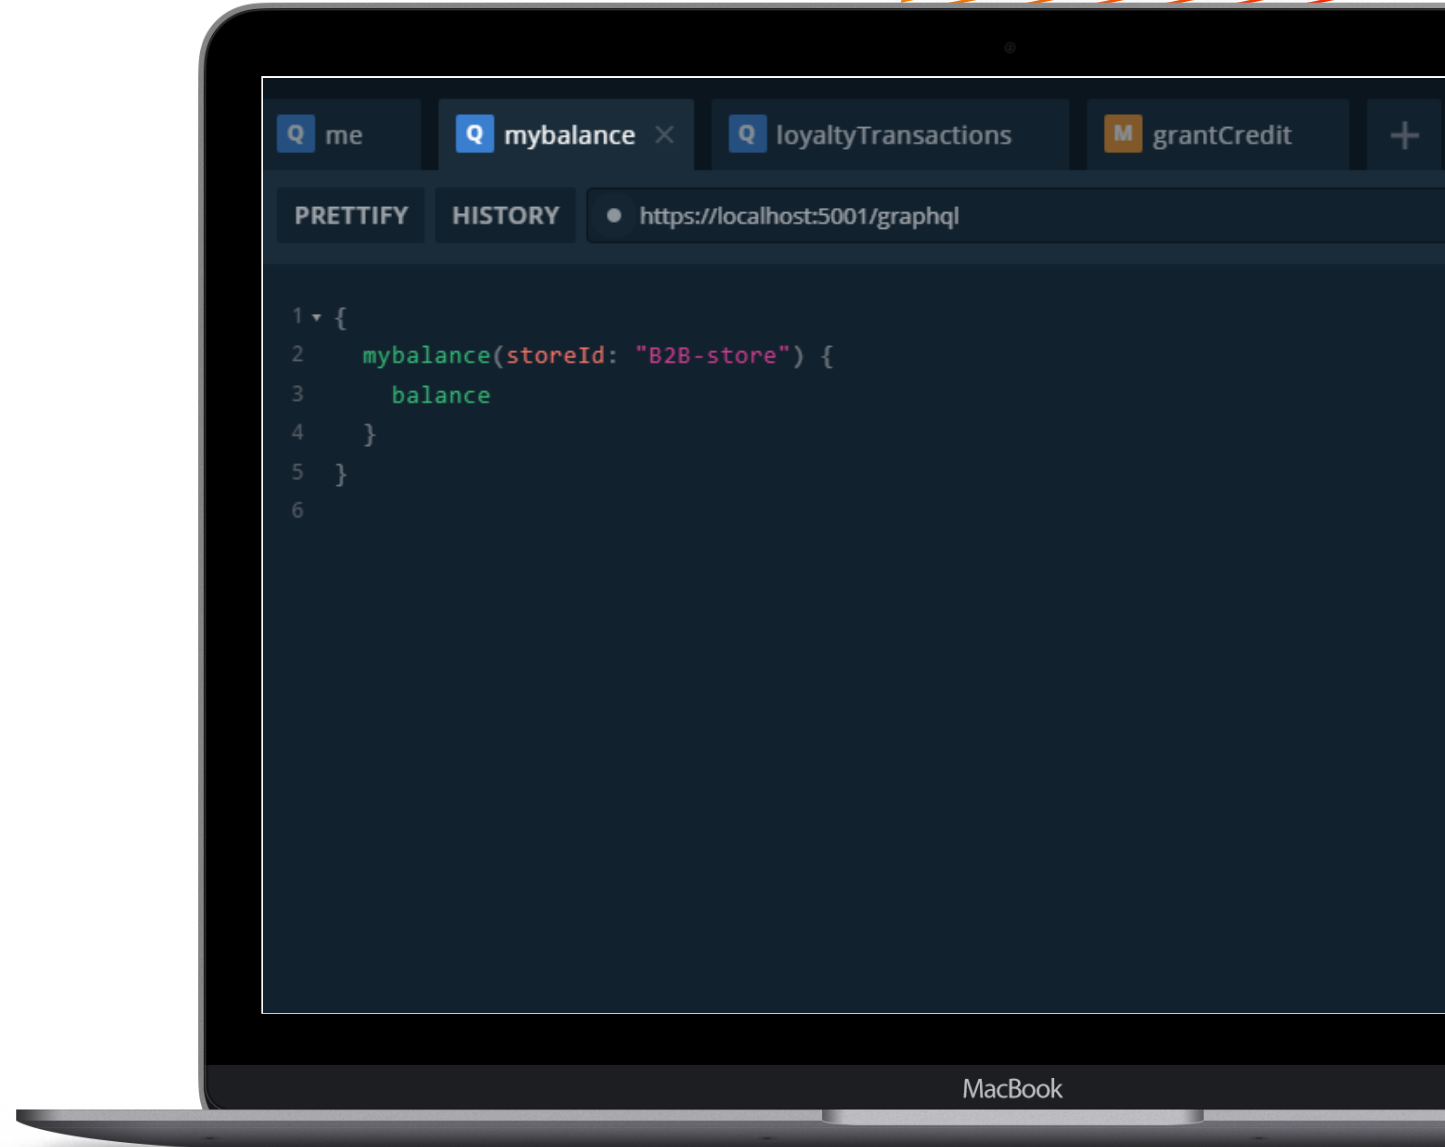 Q me Q mybalance × Q loyaltyTransactions M grantCredit +
PRETTIFY HISTORY https://localhost:5001/graphql
1 {
2 mybalance(storeId: "B2B-store") {
3 balance
4 }
5 }
6
MacBook